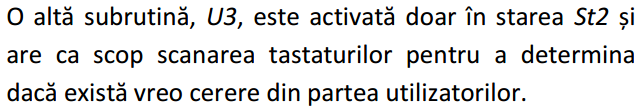 O altă subrutină, U3, este activată doar în starea St2 și
are ca scop scanarea tastaturilor pentru a determina
dacă există vreo cerere din partea utilizatorilor.